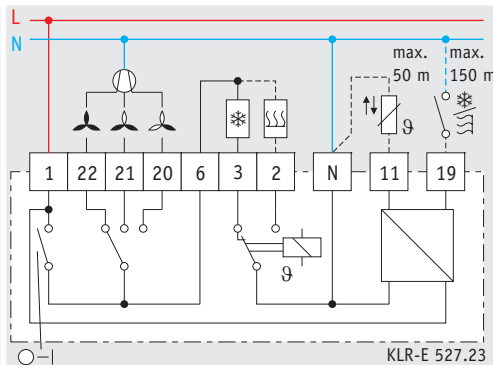 L
N
max. max.
50 m 150 m
ϑ
1 22 21 20 6 3 2 N 11 19
ϑ
KLR-E 527.23